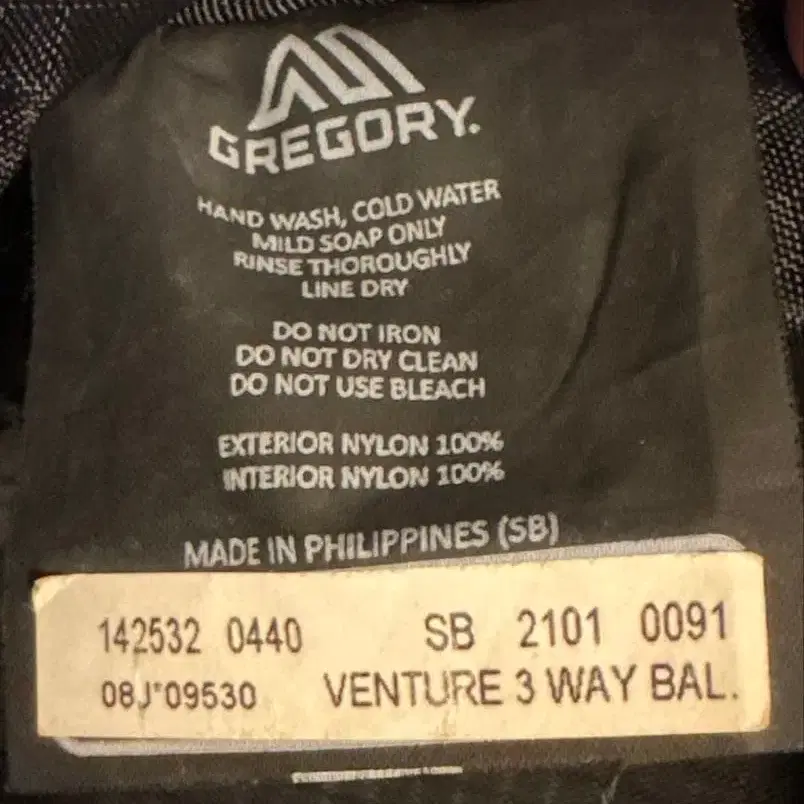 GREGORY.
HAND WASH, COLD WATER
MILD SOAP ONLY
RINSE THOROUGHLY
LINE DRY
DO NOT IRON
DO NOT DRY CLEAN
DO NOT USE BLEACH
EXTERIOR NYLON 100%
INTERIOR NYLON 100%
MADE IN PHILIPPINES (SB)
142532 0440 SB 2101 0091
08J*09530 VENTURE 3 WAY BAL.